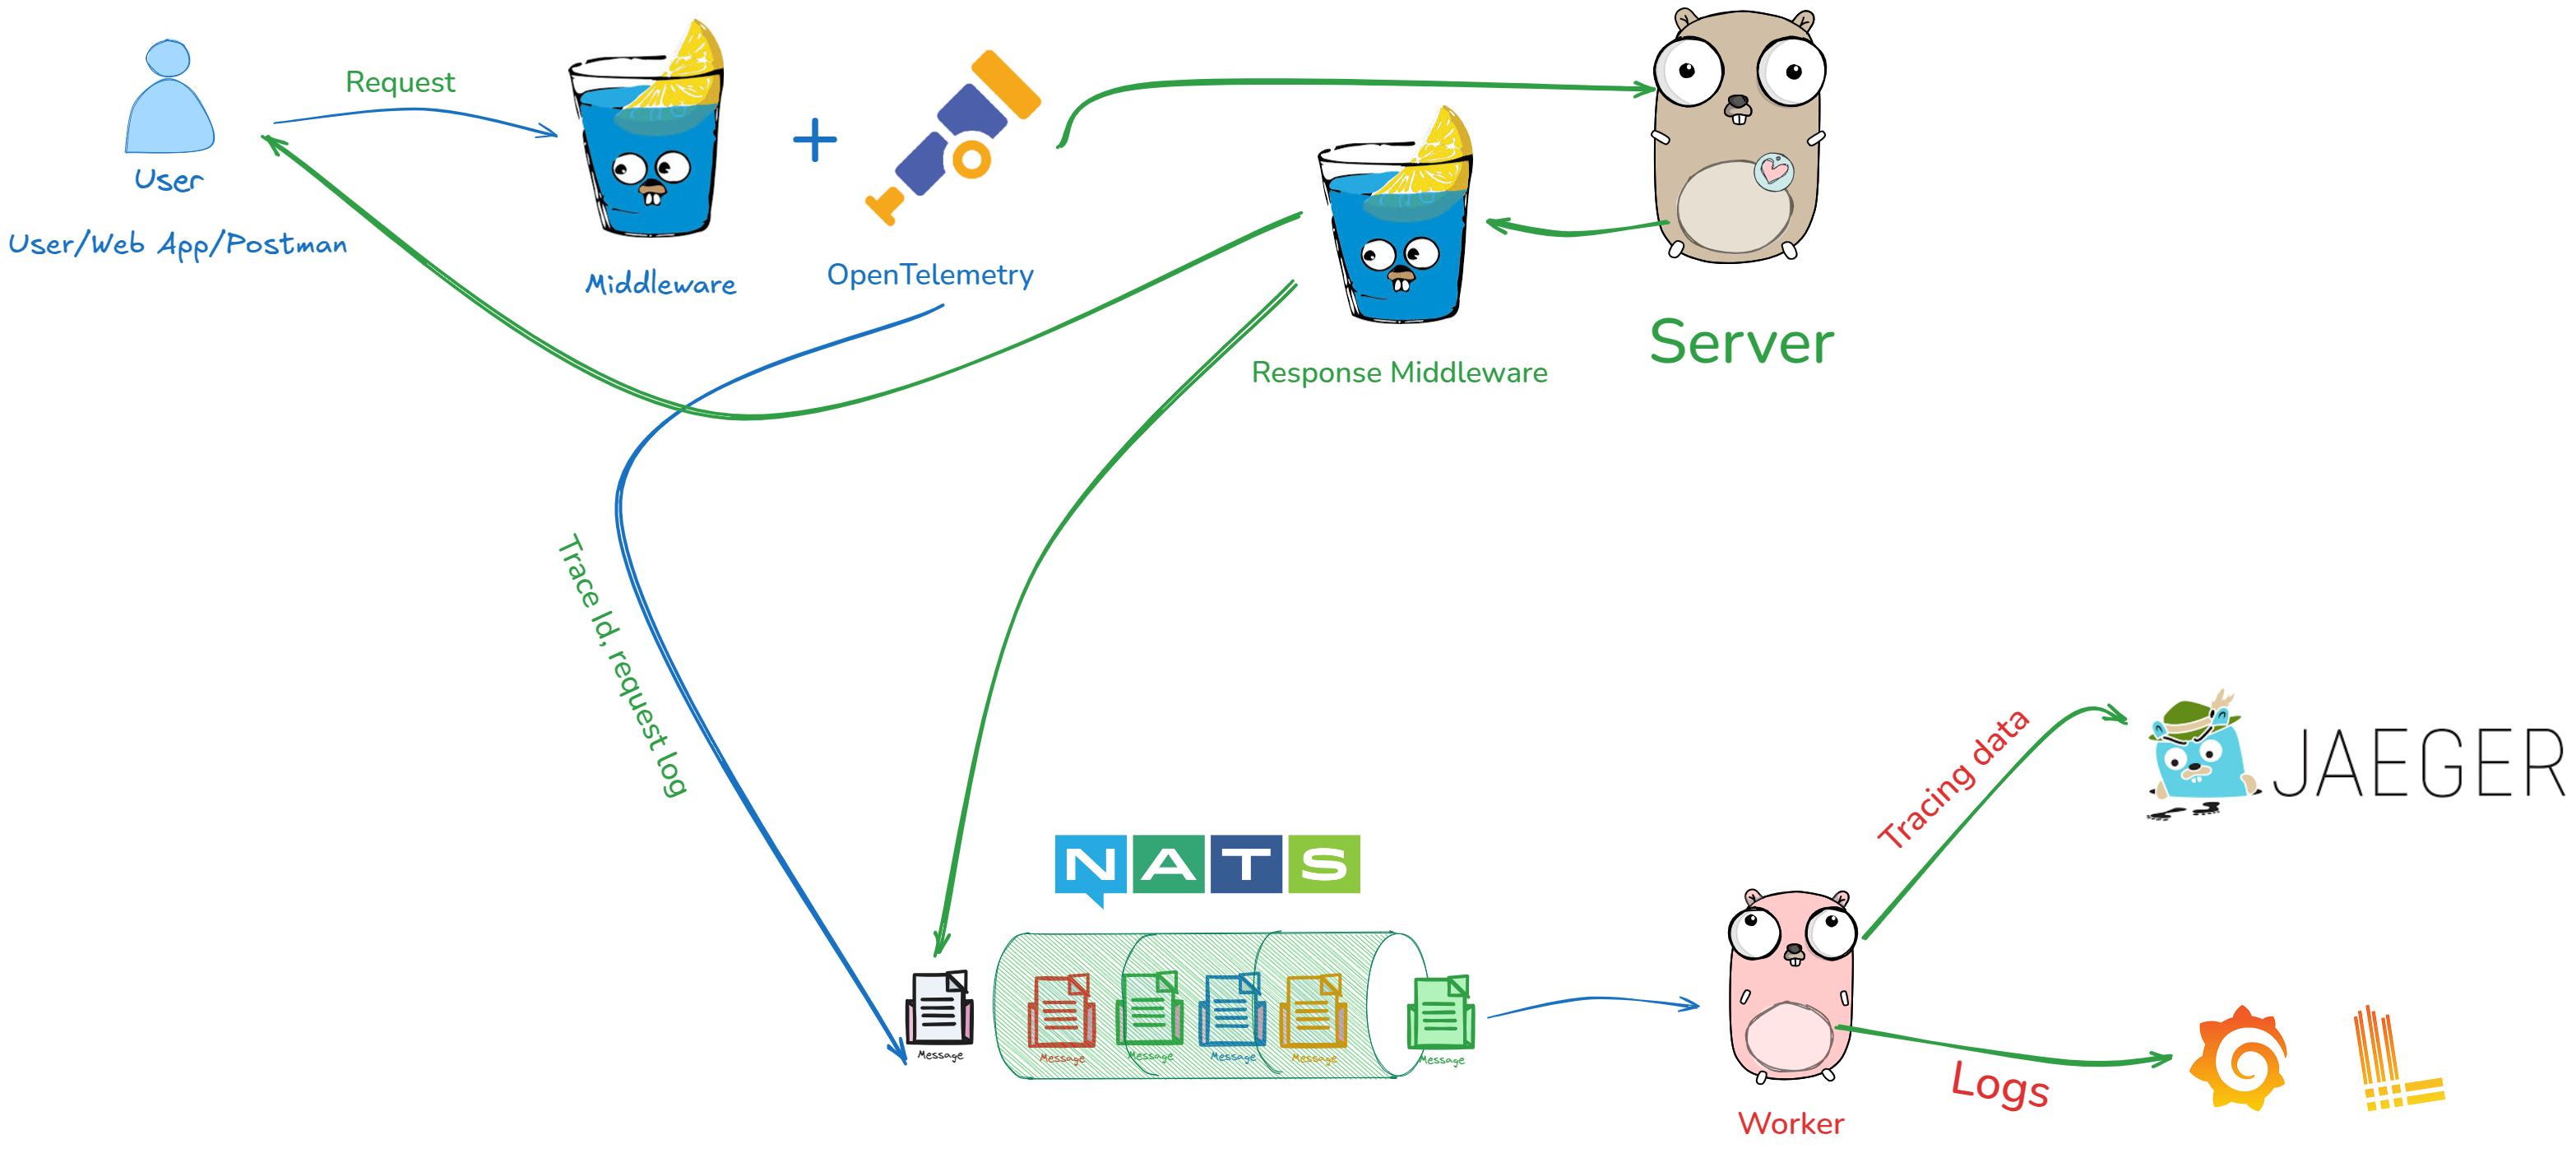 Request
User
User/Web App/Postman
Middleware
OpenTelemetry
Response Middleware
Server
Trace Id, request log
NATS
Message
Message
Message
Message
Message
Message
Worker
Tracing data
JAEGER
Logs